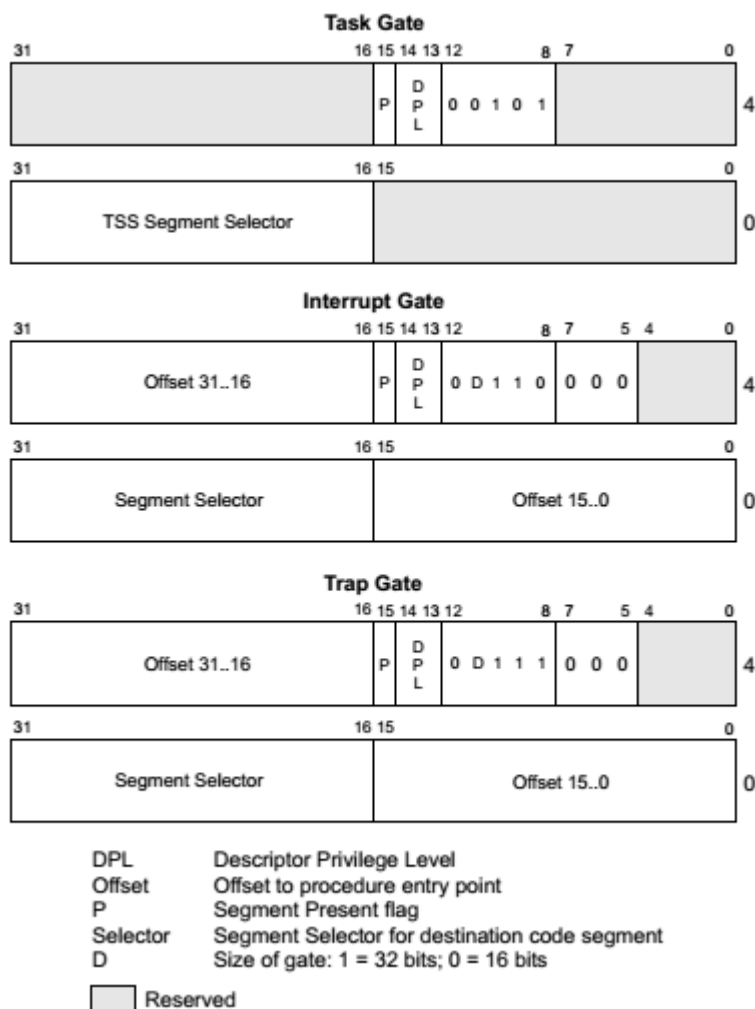 Task Gate
31 16 15 14 13 12 8 7 0
P D P L 0 0 1 0 1 4
31 16 15 0
TSS Segment Selector 0
Interrupt Gate
31 16 15 14 13 12 8 7 5 4 0
Offset 31..16 P D P L 0 D 1 1 0 0 0 0 4
31 16 15 0
Segment Selector Offset 15..0 0
Trap Gate
31 16 15 14 13 12 8 7 5 4 0
Offset 31..16 P D P L 0 D 1 1 1 0 0 0 4
31 16 15 0
Segment Selector Offset 15..0 0
DPL Descriptor Privilege Level
Offset Offset to procedure entry point
P Segment Present flag
Selector Segment Selector for destination code segment
D Size of gate: 1 = 32 bits; 0 = 16 bits
Reserved